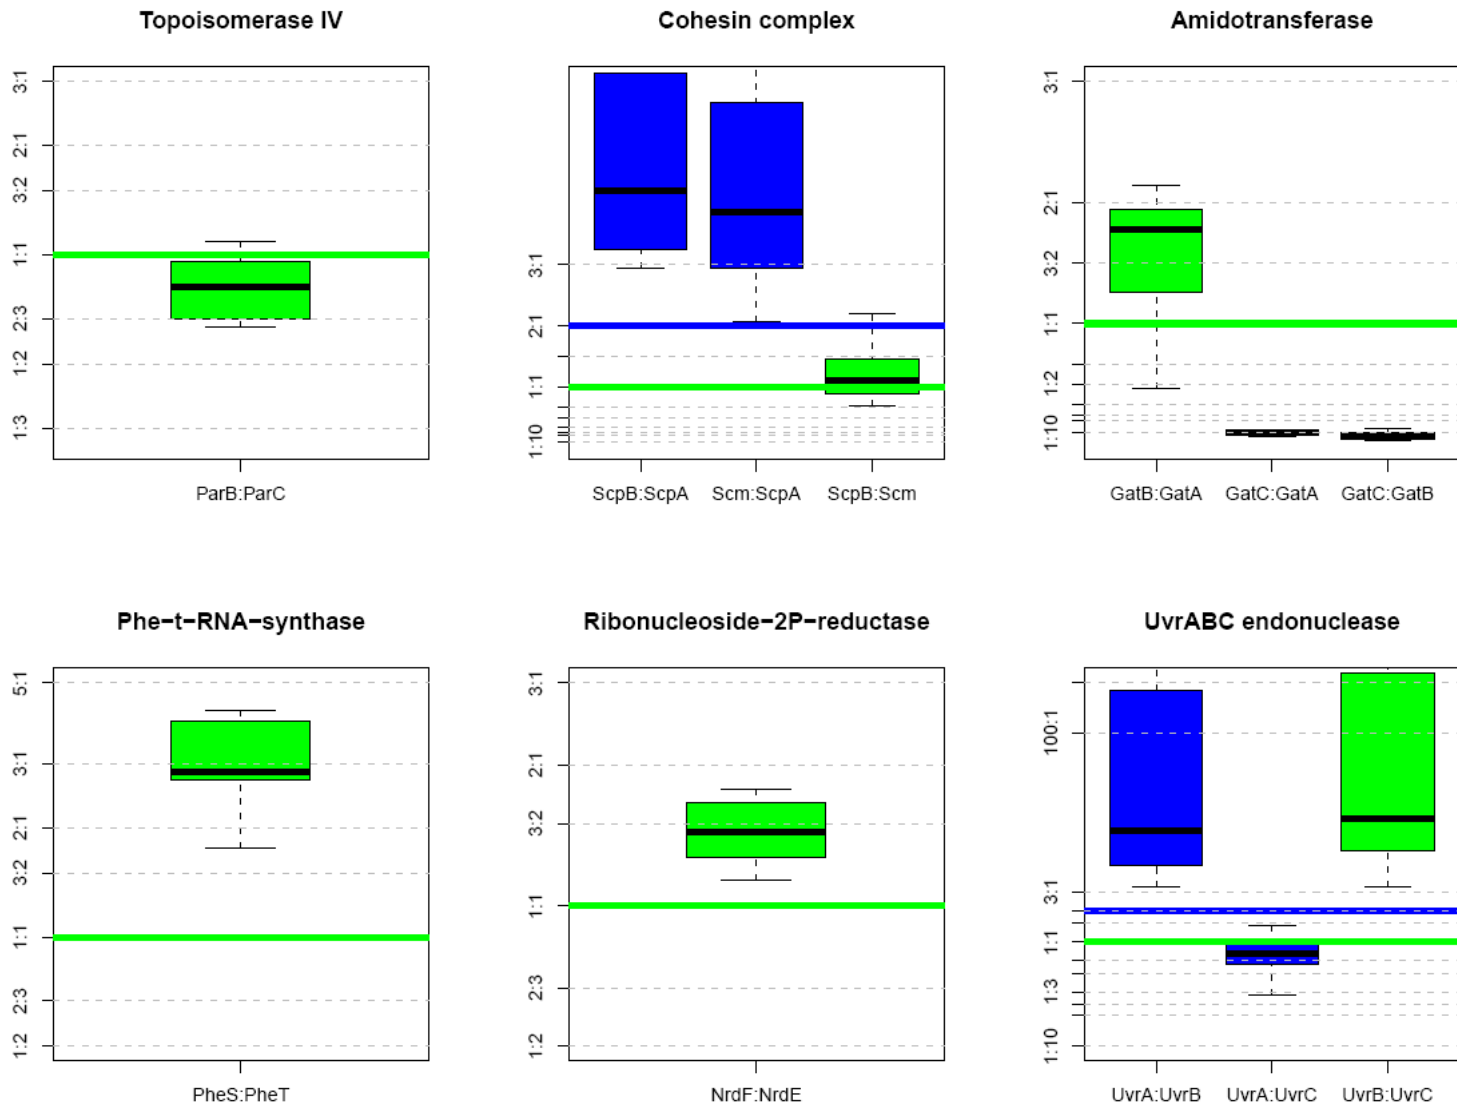 Topoisomerase IV
3:1
2:1
3:2
1:1
2:3
1:2
1:3
ParB:ParC
Cohesin complex
3:1
2:1
1:1
1:10
ScpB:ScpA
Scm:ScpA
ScpB:Scm
Amidotransferase
3:1
2:1
3:2
1:1
1:2
1:10
GatB:GatA
GatC:GatA
GatC:GatB
Phe−t−RNA−synthase
5:1
3:1
2:1
3:2
1:1
2:3
1:2
PheS:PheT
Ribonucleoside−2P−reductase
3:1
2:1
3:2
1:1
2:3
1:2
NrdF:NrdE
UvrABC endonuclease
100:1
3:1
1:1
1:3
1:10
UvrA:UvrB
UvrA:UvrC
UvrB:UvrC